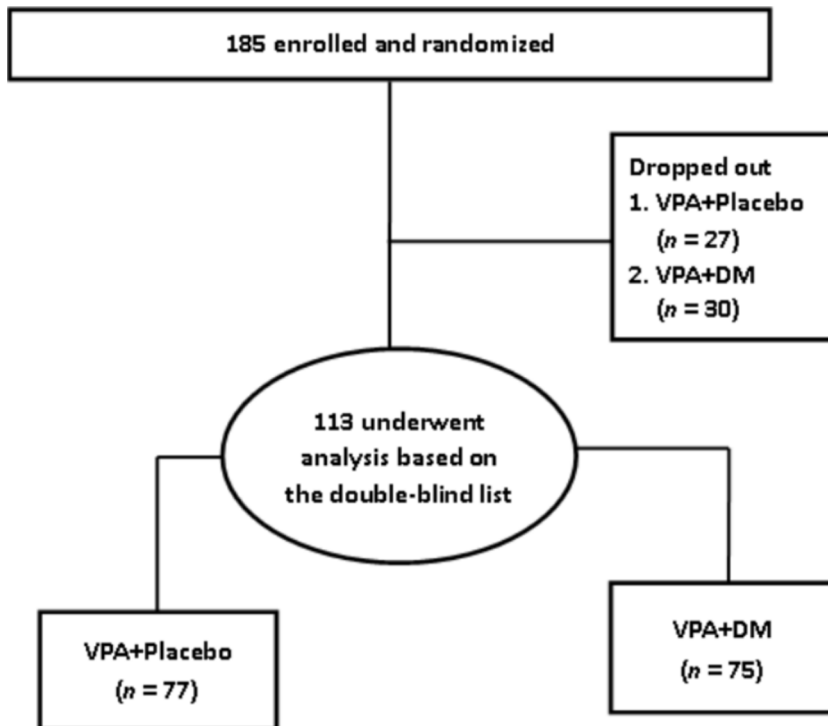 185 enrolled and randomized
Dropped out
1. VPA+Placebo
(n = 27)
2. VPA+DM
(n = 30)
113 underwent
analysis based on
the double-blind list
VPA+Placebo
(n = 77)
VPA+DM
(n = 75)